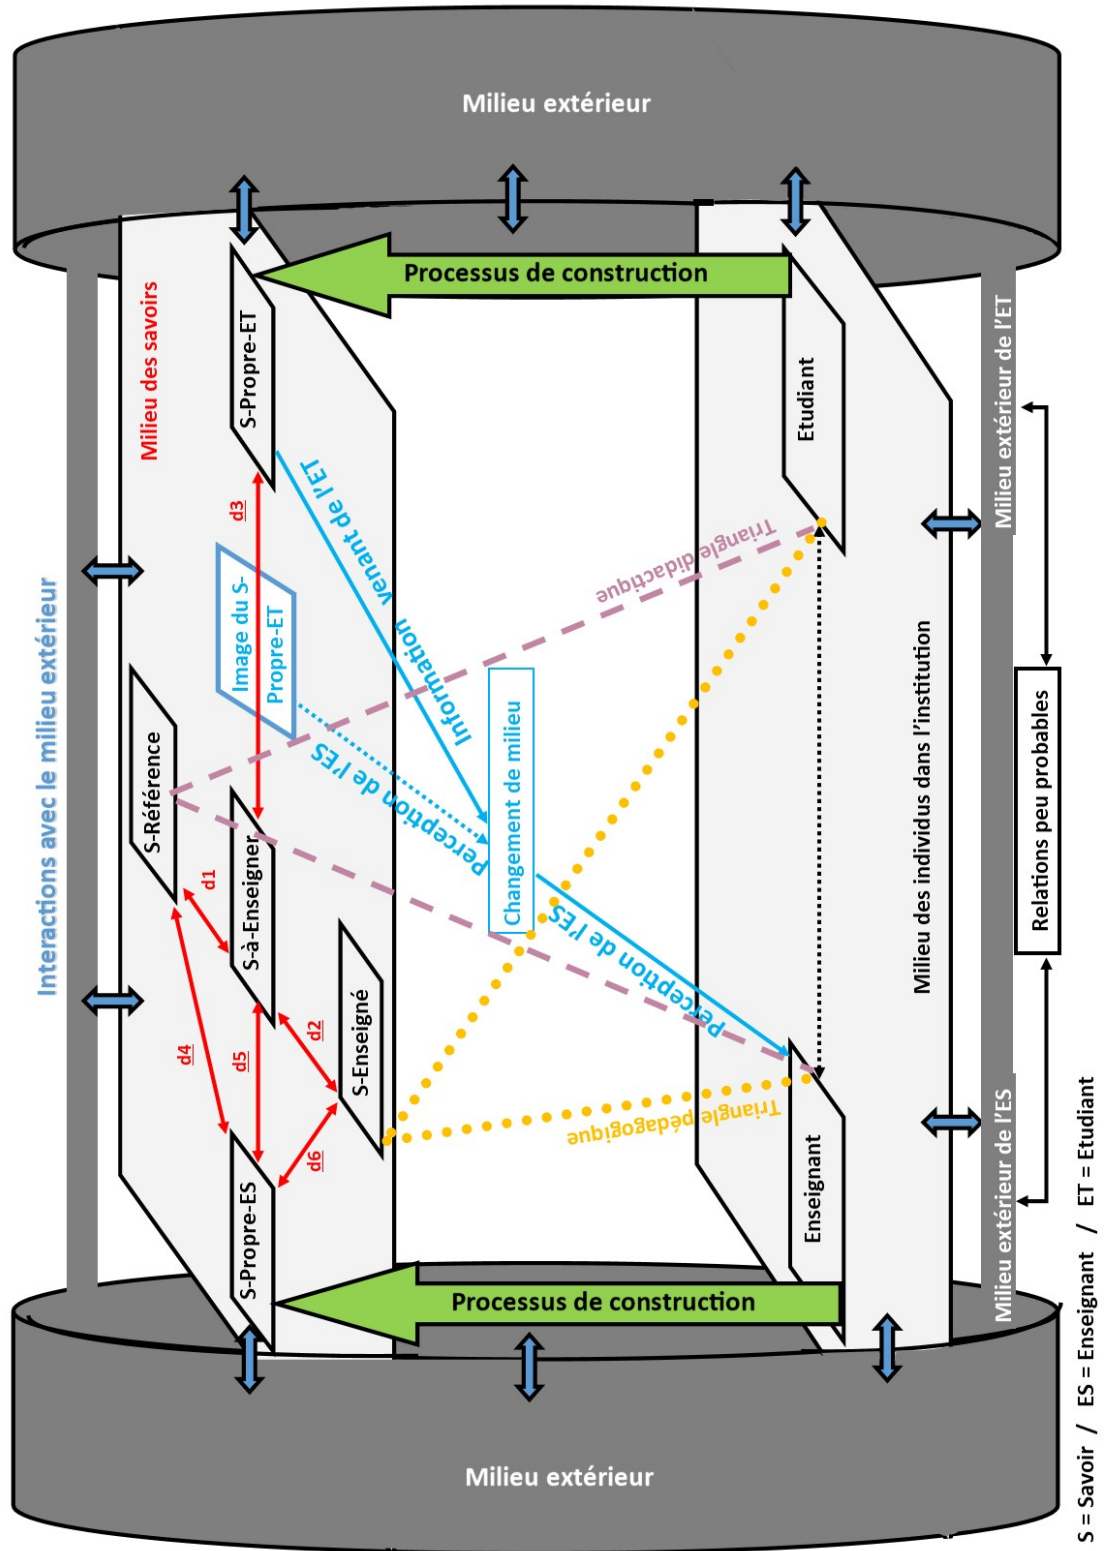 Milieu extérieur
Interactions avec le milieu extérieur
Milieu des savoirs
S-Propre-ET
Processus de construction
d3
Image du S-
Propre-ET
Information venant de l'ET
Perception de l'ES
S-Référence
d1
S-à-Enseigner
d4
d5
d2
S-Enseigné
d6
S-Propre-ES
Changement de milieu
Perception de l'ES
Triangle didactique
Triangle pédagogique
Etudiant
Enseignant
Processus de construction
Milieu des individus dans l'institution
Milieu extérieur de l'ET
Milieu extérieur de l'ES
Relations peu probables
Milieu extérieur
S = Savoir / ES = Enseignant / ET = Etudiant